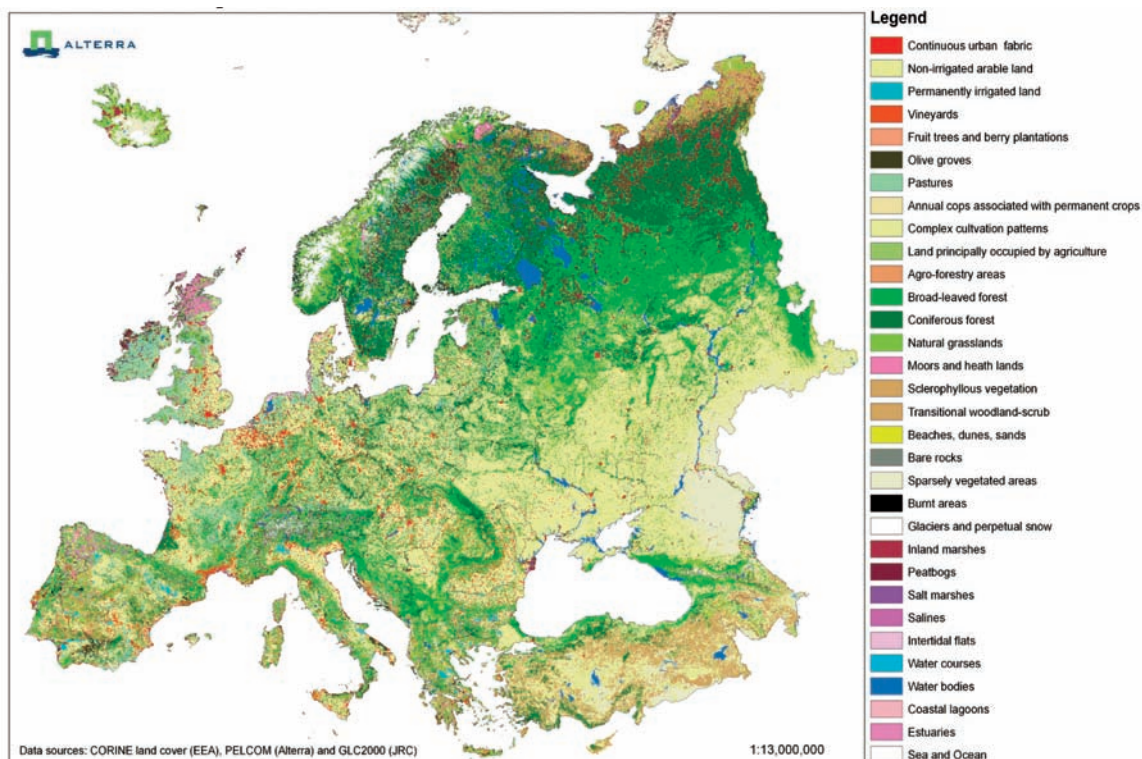 ALTERRA
Legend
Continuous urban fabric
Non-irrigated arable land
Permanently irrigated land
Vineyards
Fruit trees and berry plantations
Olive groves
Pastures
Annual cops associated with permanent crops
Complex cultivation patterns
Land principally occupied by agriculture
Agro-forestry areas
Broad-leaved forest
Coniferous forest
Natural grasslands
Moors and heath lands
Sclerophyllous vegetation
Transitional woodland-scrub
Beaches, dunes, sands
Bare rocks
Sparsely vegetated areas
Burnt areas
Glaciers and perpetual snow
Inland marshes
Peatbogs
Salt marshes
Salines
Intertidal flats
Water courses
Water bodies
Coastal lagoons
Estuaries
Sea and Ocean
Data sources: CORINE land cover (EEA), PELCOM (Alterra) and GLC2000 (JRC)
1:13,000,000